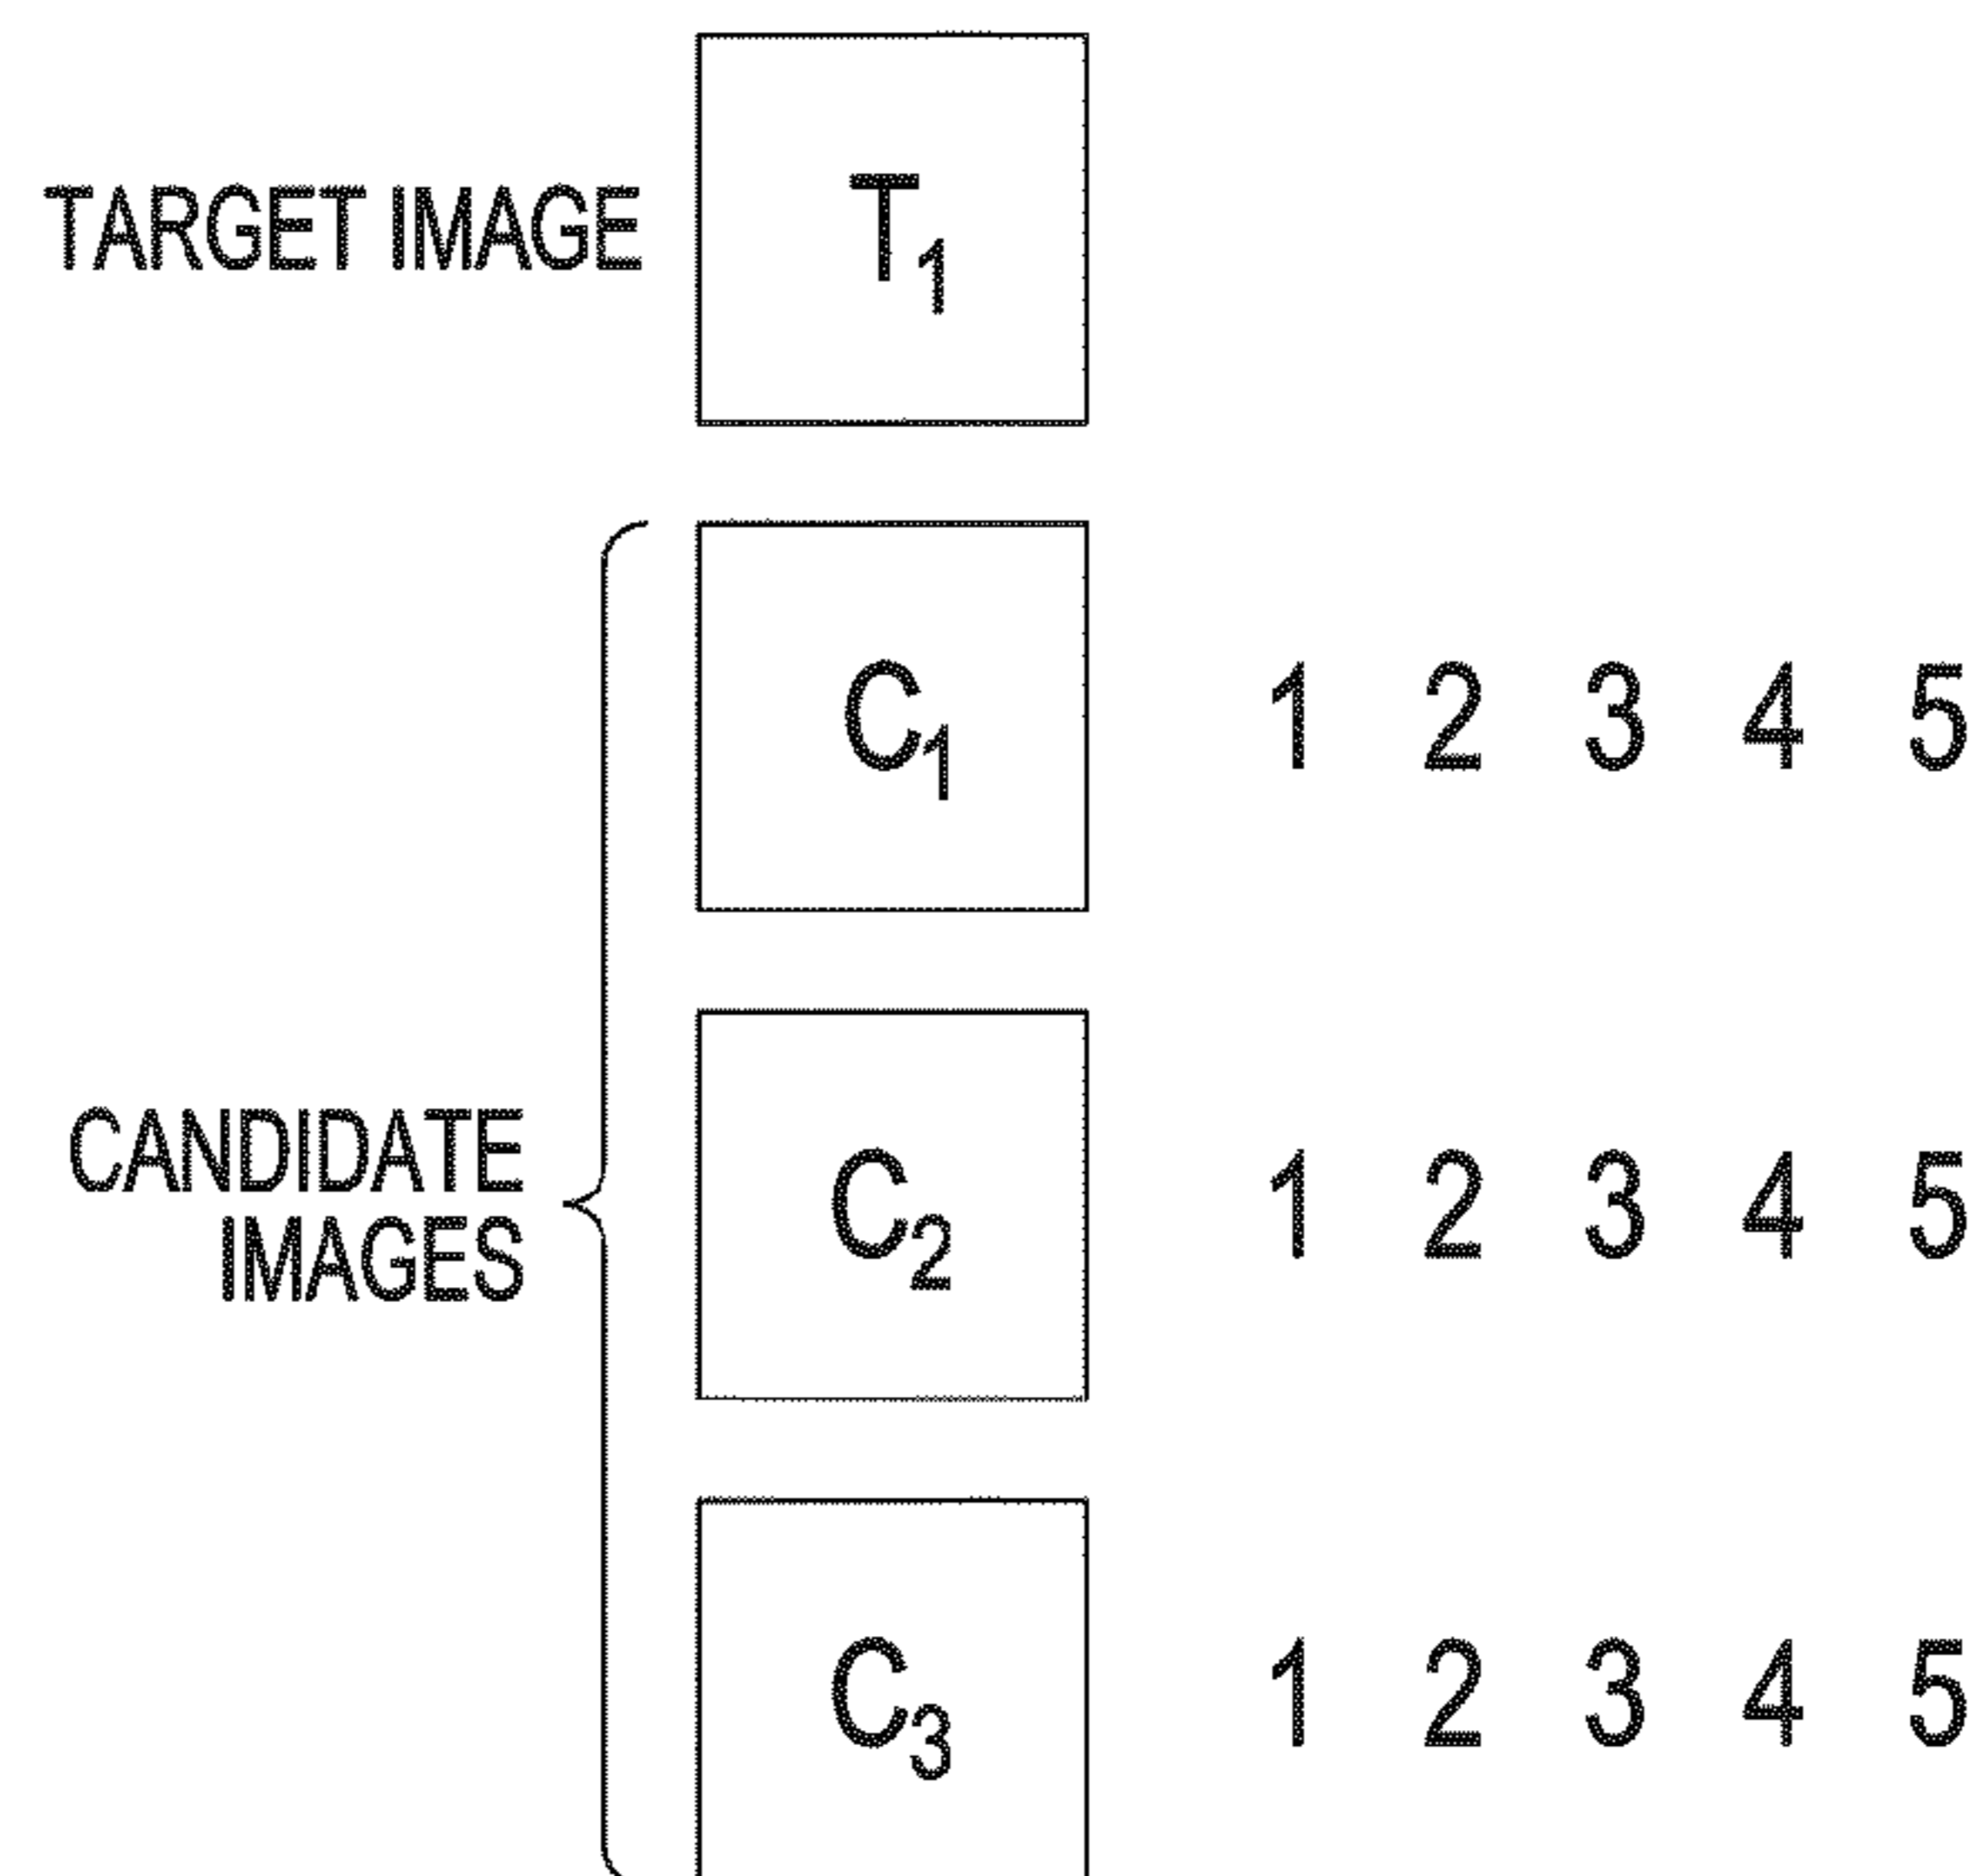 TARGET IMAGE T₁
C₁ 1 2 3 4 5
CANDIDATE
IMAGES
C₂ 1 2 3 4 5
C₃ 1 2 3 4 5